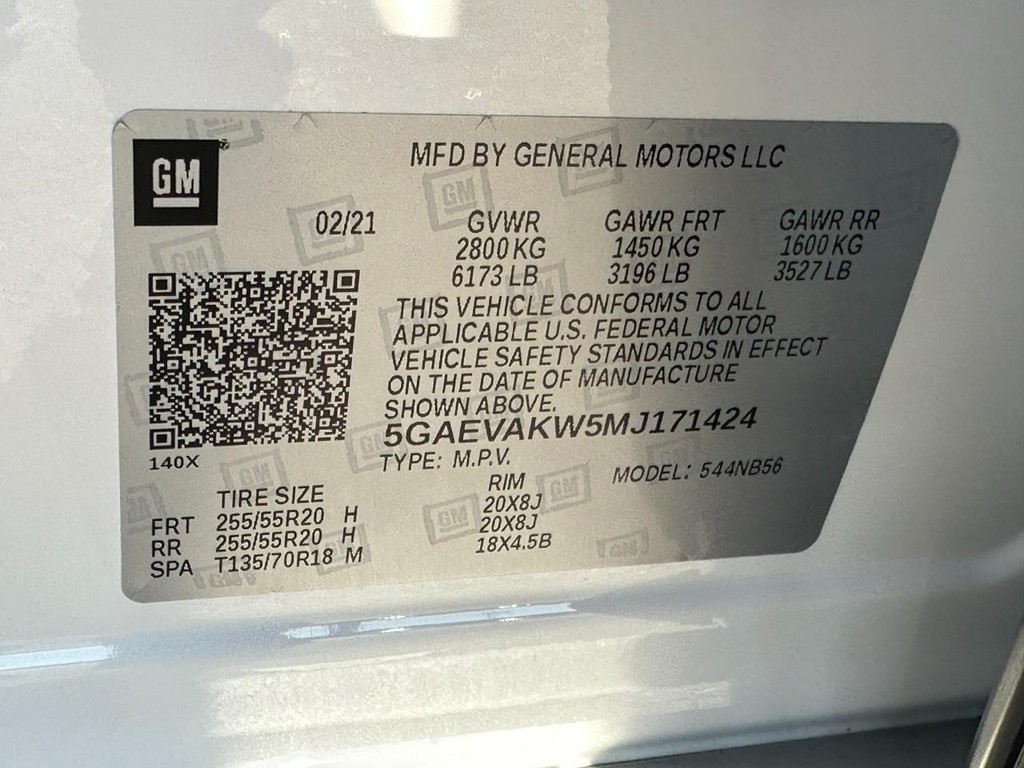 GM
MFD BY GENERAL MOTORS LLC
02/21
GVWR GAWR FRT GAWR RR
2800 KG 1450 KG 1600 KG
6173 LB 3196 LB 3527 LB
THIS VEHICLE CONFORMS TO ALL
APPLICABLE U.S. FEDERAL MOTOR
VEHICLE SAFETY STANDARDS IN EFFECT
ON THE DATE OF MANUFACTURE
SHOWN ABOVE.
5GAEVAKW5MJ171424
140X
TYPE: M.P.V. MODEL: 544NB56
TIRE SIZE RIM
FRT 255/55R20 H 20X8J
RR 255/55R20 H 20X8J
SPA T135/70R18 M 18X4.5B